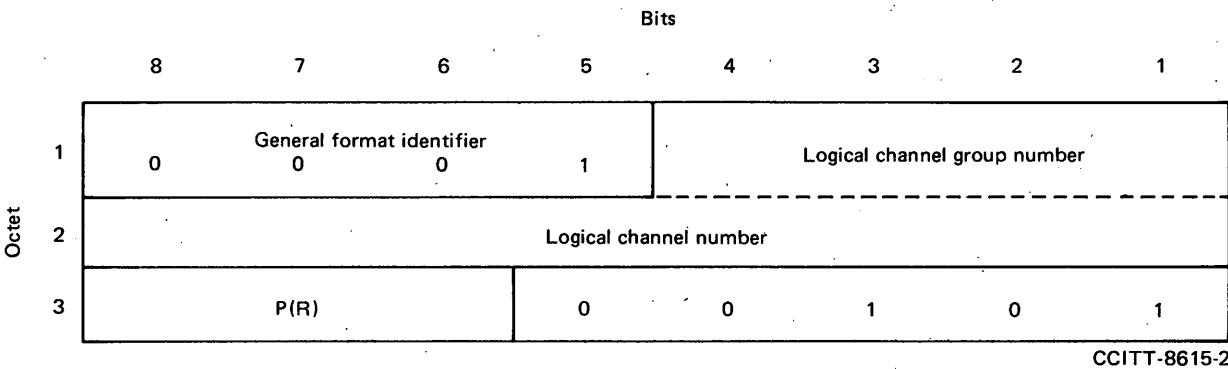 Bits
8 7 6 5 4 3 2 1
Octet
1
General format identifier
0 0 0 1
Logical channel group number
2
Logical channel number
3
P(R) 0 0 1 0 1
CCITT-8615-2